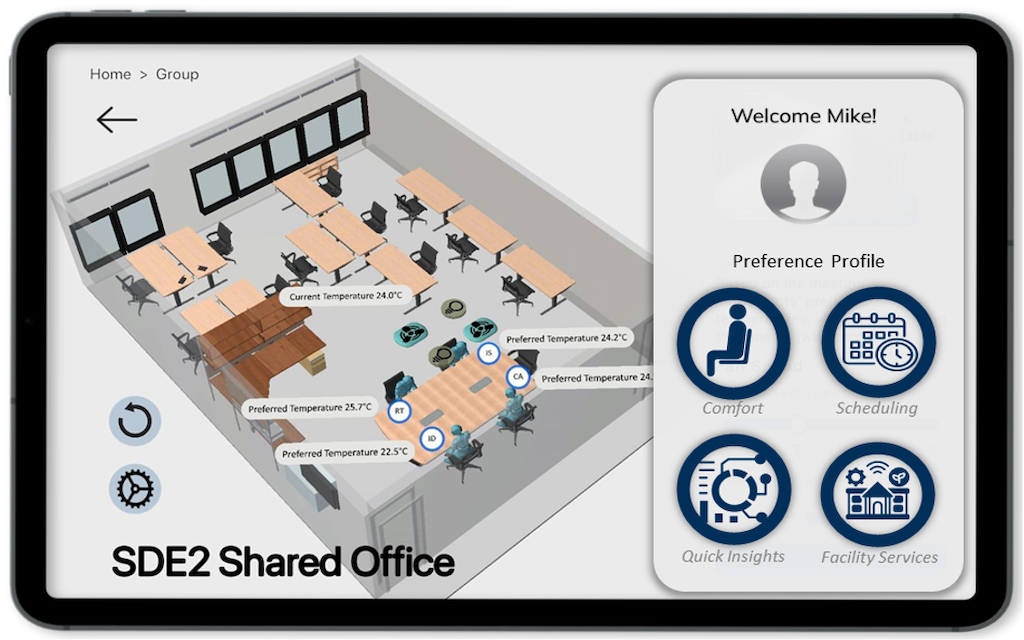 Home > Group
Welcome Mike!
Preference Profile
Current Temperature 24.0°C
Preferred Temperature 24.2°C
IS
CA
Preferred Temperature 24.
Preferred Temperature 25.7°C
RT
ID
Preferred Temperature 22.5°C
Comfort
Scheduling
Quick Insights
Facility Services
SDE2 Shared Office